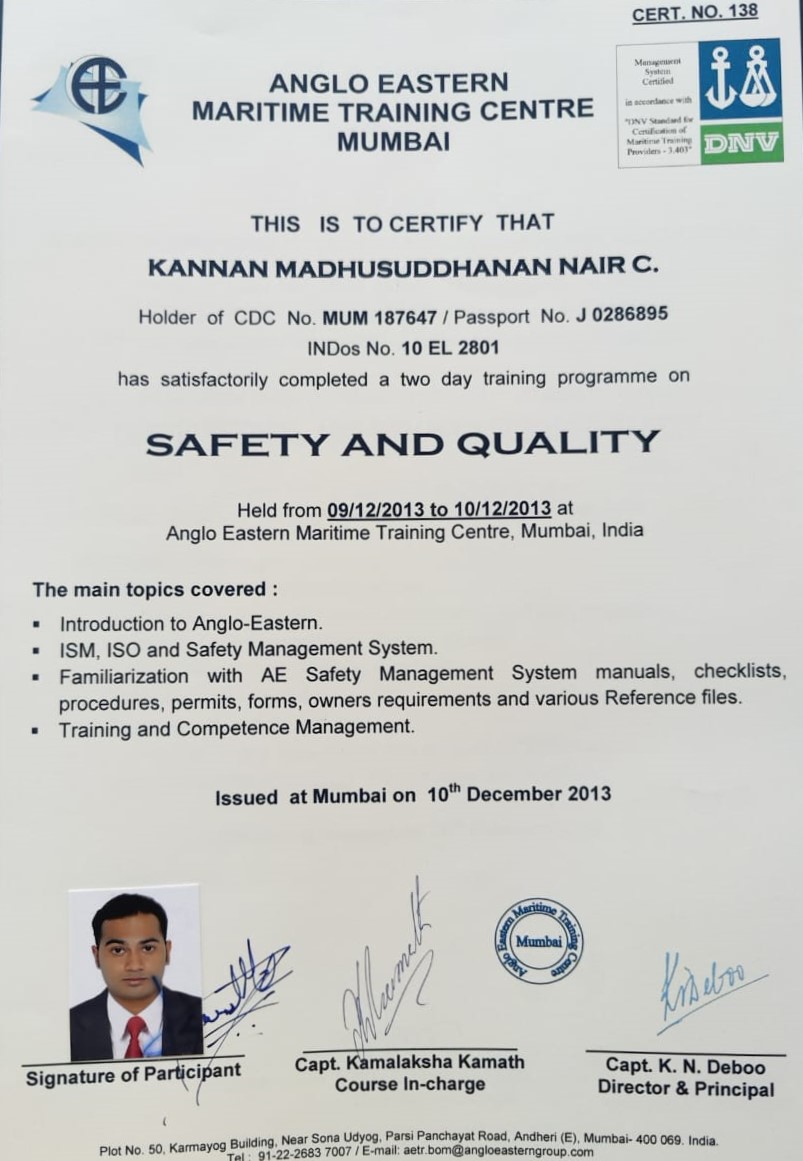 CERT. NO. 138
ANGLO EASTERN
MARITIME TRAINING CENTRE
MUMBAI
Management
System
Certified
in accordance with
"DNV Standard for
Certification of
Maritime Training
Providers - 3.403"
DNV
THIS IS TO CERTIFY THAT
KANNAN MADHUSUDDHANAN NAIR C.
Holder of CDC No. MUM 187647 / Passport No. J 0286895
INDos No. 10 EL 2801
has satisfactorily completed a two day training programme on
SAFETY AND QUALITY
Held from 09/12/2013 to 10/12/2013 at
Anglo Eastern Maritime Training Centre, Mumbai, India
The main topics covered :
▪ Introduction to Anglo-Eastern.
▪ ISM, ISO and Safety Management System.
▪ Familiarization with AE Safety Management System manuals, checklists,
procedures, permits, forms, owners requirements and various Reference files.
▪ Training and Competence Management.
Issued at Mumbai on 10th December 2013
Anglo Eastern Maritime Training Centre
Mumbai
KNDeboo
Signature of Participant
Capt. Kamalaksha Kamath
Course In-charge
Capt. K. N. Deboo
Director & Principal
Plot No. 50, Karmayog Building, Near Sona Udyog, Parsi Panchayat Road, Andheri (E), Mumbai- 400 069. India.
Tel : 91-22-2683 7007 / E-mail: aetr.bom@angloeasterngroup.com